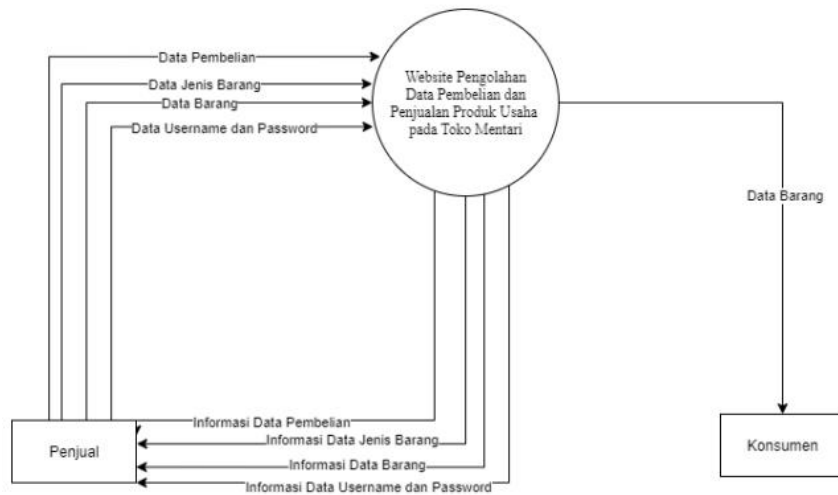 Data Pembelian
Data Jenis Barang
Data Barang
Data Username dan Password
Website Pengolahan
Data Pembelian dan
Penjualan Produk Usaha
pada Toko Mentari
Data Barang
Informasi Data Pembelian
Informasi Data Jenis Barang
Informasi Data Barang
Informasi Data Username dan Password
Penjual
Konsumen